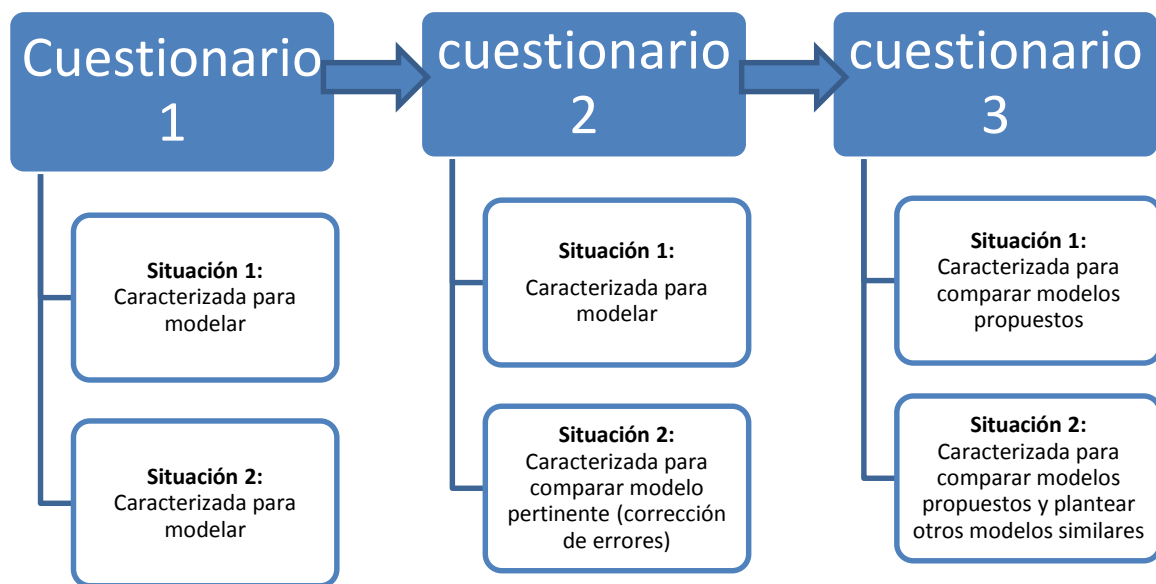 Cuestionario
1
Situación 1:
Caracterizada para
modelar
Situación 2:
Caracterizada para
modelar
cuestionario
2
Situación 1:
Caracterizada para
modelar
Situación 2:
Caracterizada para
comparar modelo
pertinente (corrección
de errores)
cuestionario
3
Situación 1:
Caracterizada para
comparar modelos
propuestos
Situación 2:
Caracterizada para
comparar modelos
propuestos y plantear
otros modelos similares